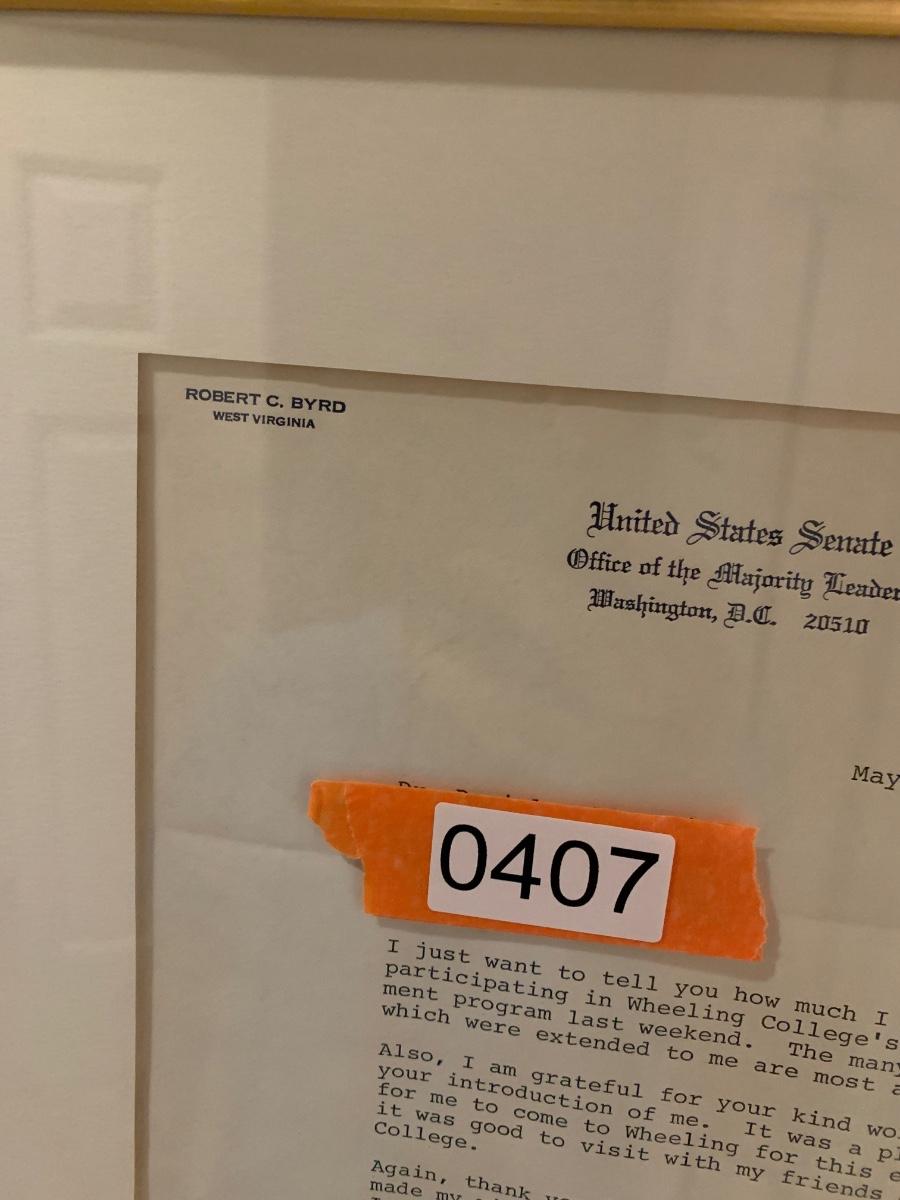 ROBERT C. BYRD
WEST VIRGINIA
United States Senate
Office of the Majority Leader
Washington, D.C. 20510
May
0407
I just want to tell you how much I
participating in Wheeling College's
ment program last weekend. The many
which were extended to me are most
Also, I am grateful for your kind
your introduction of me. It was a
for me to come to Wheeling for this
it was good to visit with my friends
College.
Again, thank
made my